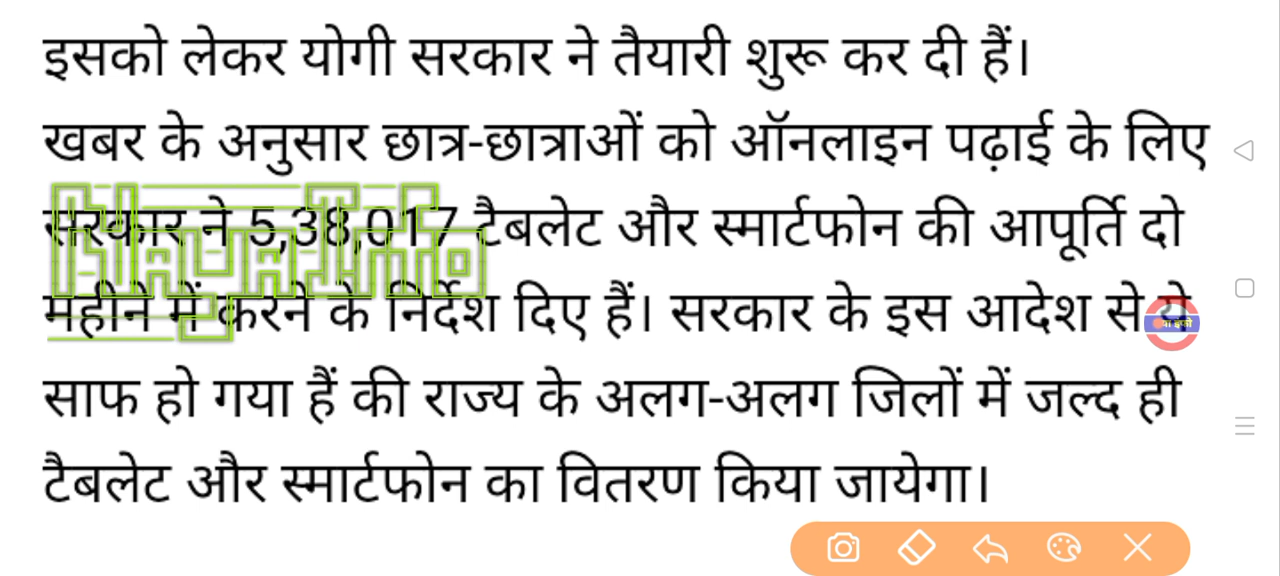 इसको लेकर योगी सरकार ने तैयारी शुरू कर दी हैं।
खबर के अनुसार छात्र-छात्राओं को ऑनलाइन पढ़ाई के लिए
सरकार ने 5,38,017 टैबलेट और स्मार्टफोन की आपूर्ति दो
महीने में करने के निर्देश दिए हैं। सरकार के इस आदेश से ये
साफ हो गया हैं की राज्य के अलग-अलग जिलों में जल्द ही
टैबलेट और स्मार्टफोन का वितरण किया जायेगा।